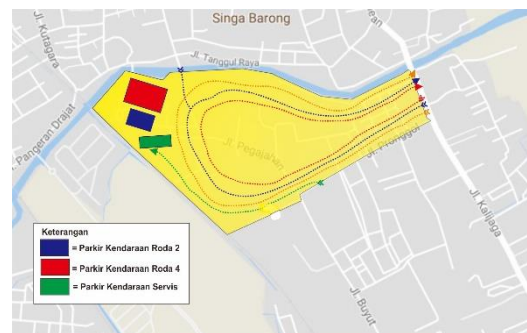 Singa Barong
Jl. Kutagara
Jl. Tanggul Raya
Jl. Pangeran Drajat
Jl. Pegajahan
Jl. Pronggol
Jl. Kalijaga
Jl. Buyut
Keterangan
= Parkir Kendaraan Roda 2
= Parkir Kendaraan Roda 4
= Parkir Kendaraan Servis